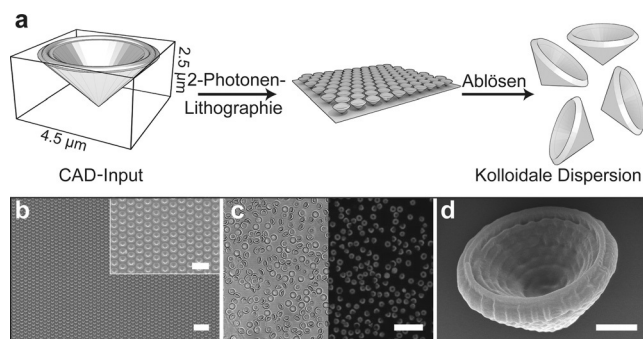 a
2.5 µm
4.5 µm
CAD-Input
2-Photonen-
Lithographie
Ablösen
Kolloidale Dispersion
b
c
d